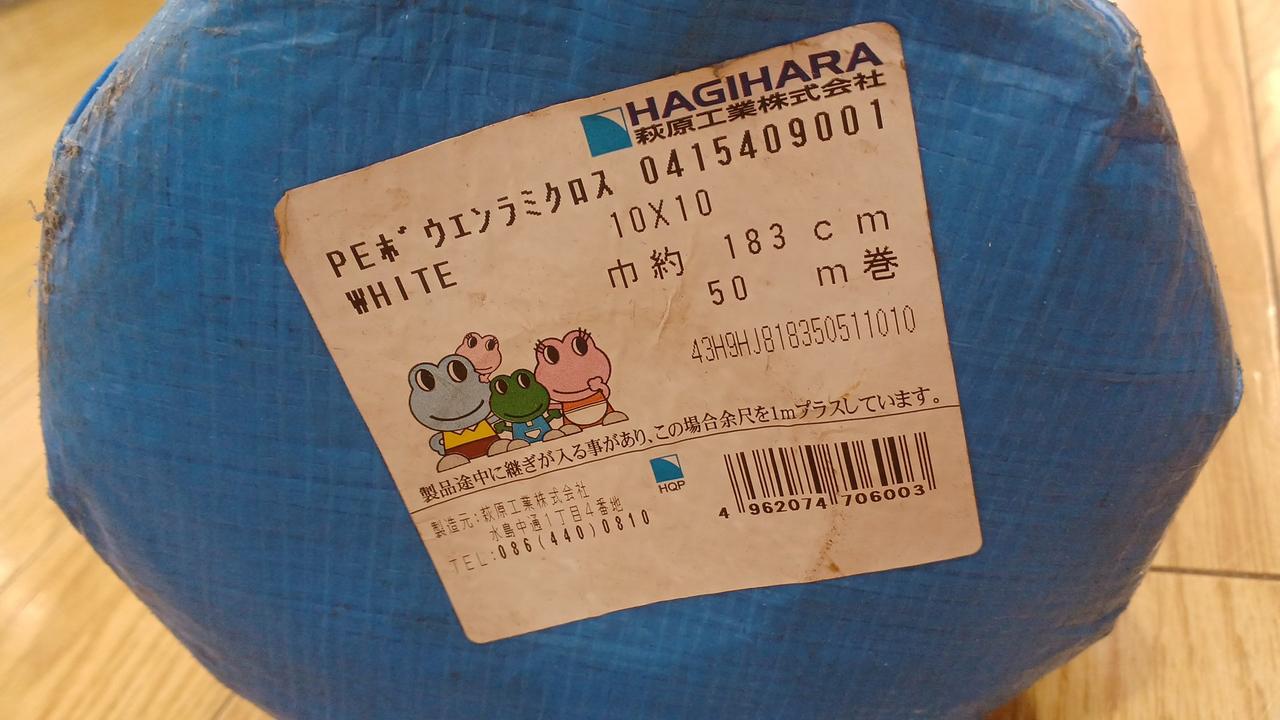 HAGIHARA
萩原工業株式会社
PEボウエンラミクロス 0415409001
WHITE 10X10
巾約 183cm
50 m巻
43H9HJ818350511010
製品途中に継ぎが入る事があり、この場合余尺を1mプラスしています。
製造元:萩原工業株式会社
水島中通1丁目4番地
TEL:086(440)0810
HQP
4 962074 706003